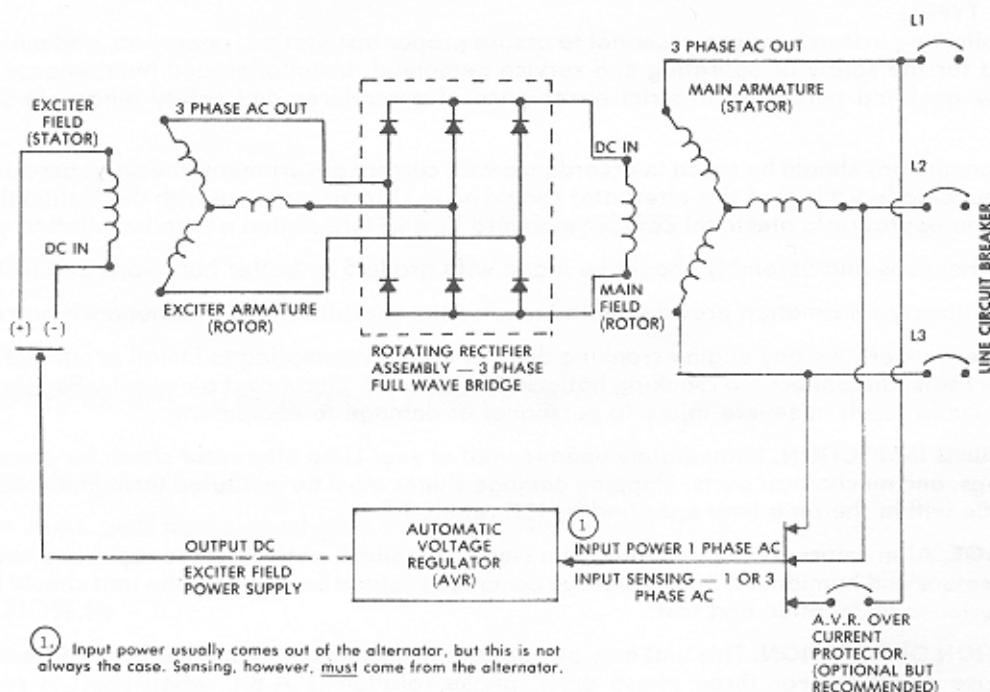 L1
3 PHASE AC OUT
MAIN ARMATURE
(STATOR)
EXCITER
FIELD
(STATOR)
3 PHASE AC OUT
DC IN
L2
DC IN
EXCITER ARMATURE
(ROTOR)
MAIN
FIELD
(ROTOR)
(+) (-)
L3
LINE CIRCUIT BREAKER
ROTATING RECTIFIER
ASSEMBLY — 3 PHASE
FULL WAVE BRIDGE
OUTPUT DC
EXCITER FIELD
POWER SUPPLY
AUTOMATIC
VOLTAGE
REGULATOR
(AVR)
1
INPUT POWER 1 PHASE AC
INPUT SENSING — 1 OR 3
PHASE AC
A.V.R. OVER
CURRENT
PROTECTOR.
(OPTIONAL BUT
RECOMMENDED)
1. Input power usually comes out of the alternator, but this is not
always the case. Sensing, however, must come from the alternator.